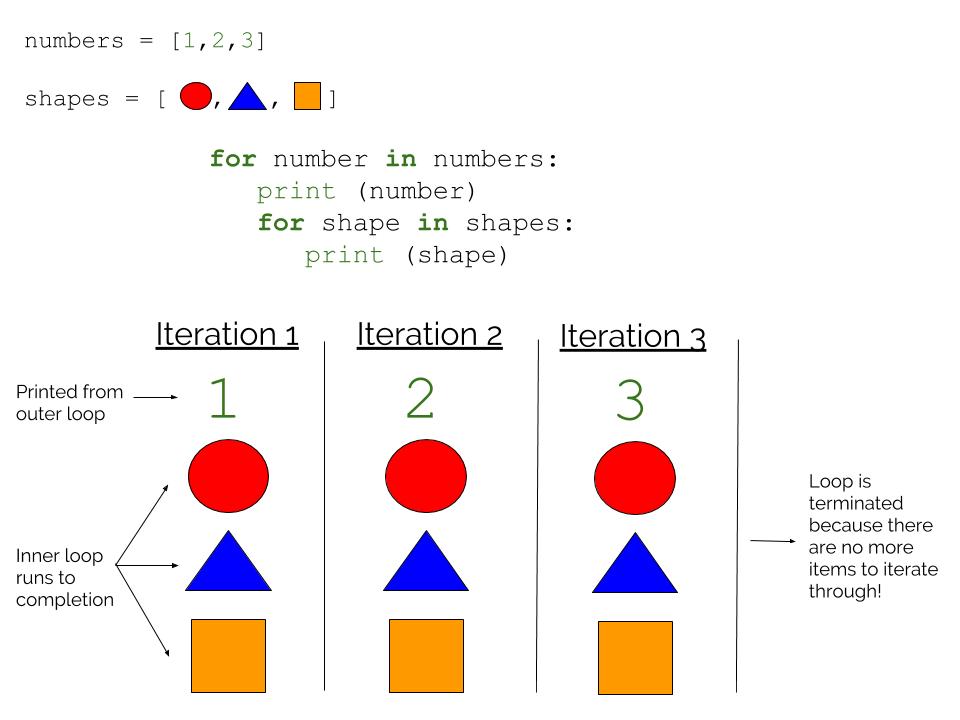 numbers = [1,2,3]
shapes = [ , , ]
for number in numbers:
print (number)
for shape in shapes:
print (shape)
Iteration 1
Iteration 2
Iteration 3
Printed from
outer loop
1
2
3
Inner loop
runs to
completion
Loop is
terminated
because there
are no more
items to iterate
through!